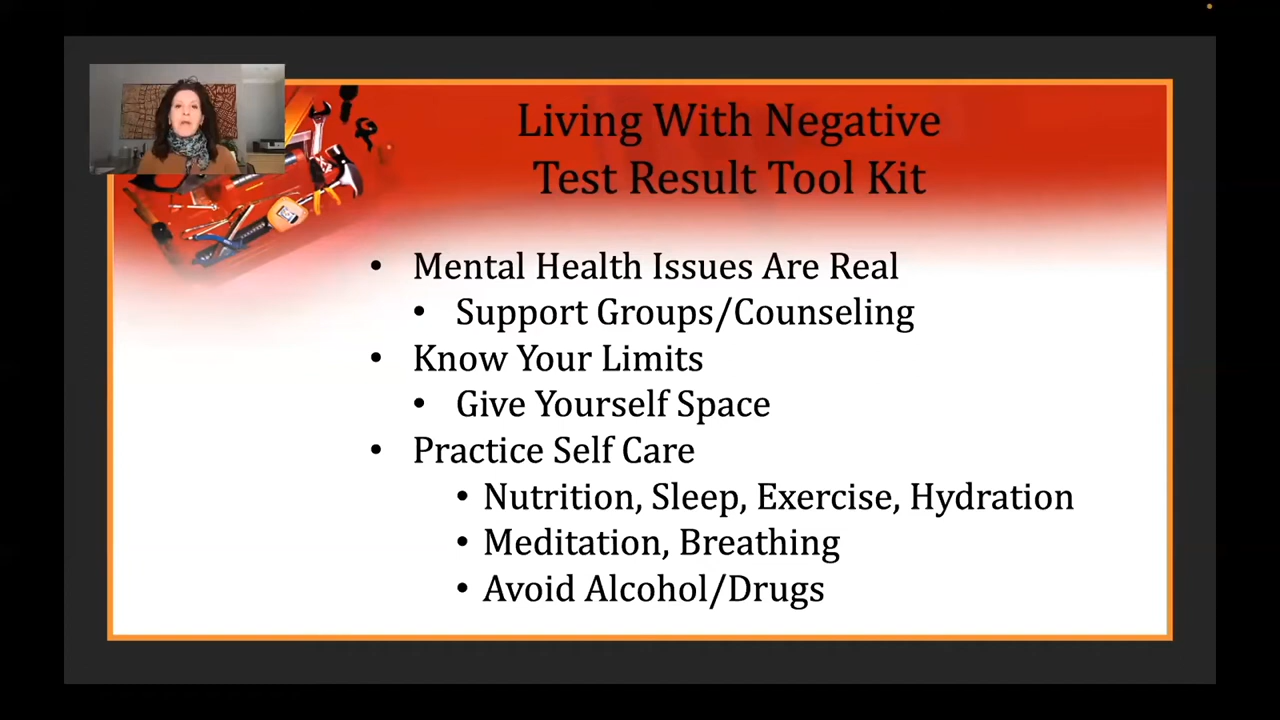 Living With Negative
Test Result Tool Kit
• Mental Health Issues Are Real
• Support Groups/Counseling
• Know Your Limits
• Give Yourself Space
• Practice Self Care
• Nutrition, Sleep, Exercise, Hydration
• Meditation, Breathing
• Avoid Alcohol/Drugs